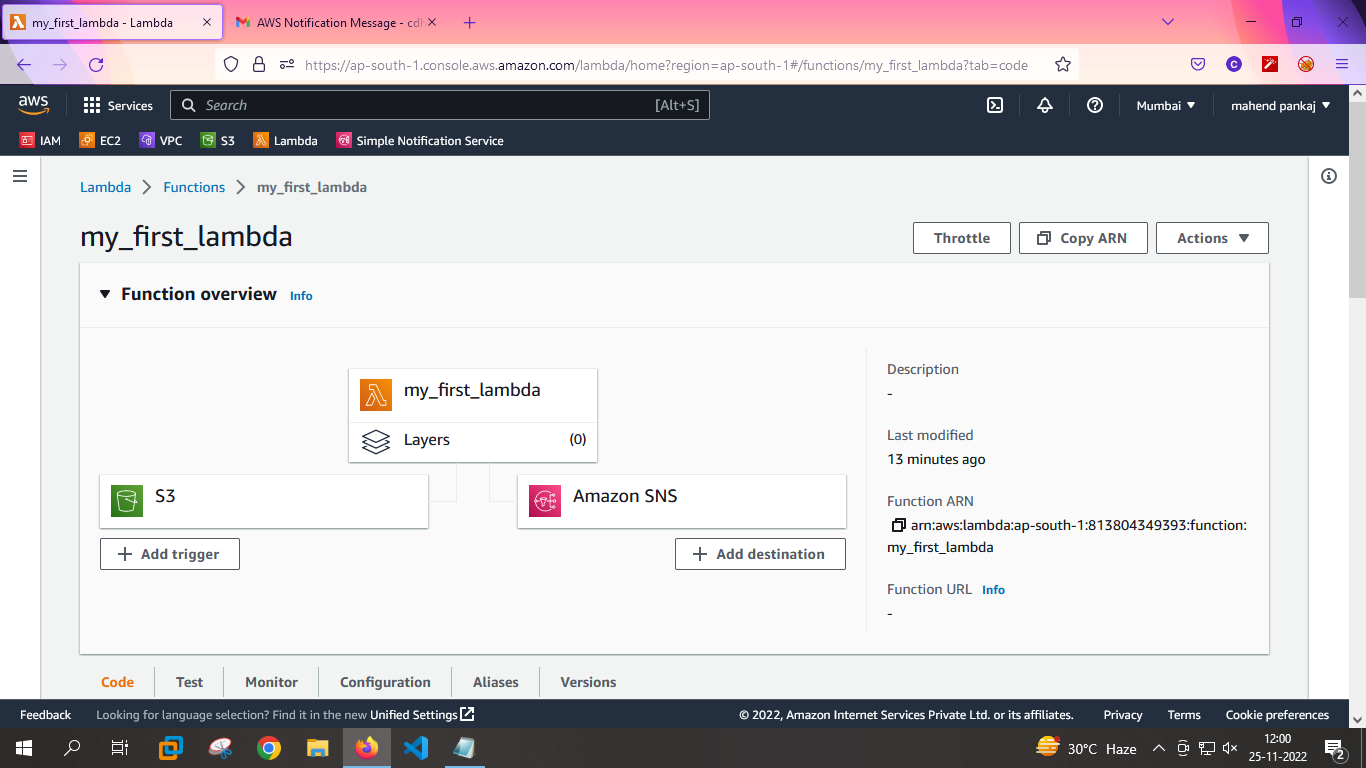 my_first_lambda - Lambda
AWS Notification Message - cdh
https://ap-south-1.console.aws.amazon.com/lambda/home?region=ap-south-1#/functions/my_first_lambda?tab=code
C
aws
Services
Search
[Alt+S]
Mumbai
mahend pankaj
IAM
EC2
VPC
S3
Lambda
Simple Notification Service
Lambda
Functions
my_first_lambda
my_first_lambda
Throttle
Copy ARN
Actions
Function overview
Info
my_first_lambda
Layers
(0)
S3
Amazon SNS
Add trigger
Add destination
Description
-
Last modified
13 minutes ago
Function ARN
arn:aws:lambda:ap-south-1:813804349393:function:
my_first_lambda
Function URL
Info
-
Code
Test
Monitor
Configuration
Aliases
Versions
Feedback
Looking for language selection? Find it in the new Unified Settings
© 2022, Amazon Internet Services Private Ltd. or its affiliates.
Privacy
Terms
Cookie preferences
30°C Haze
12:00
25-11-2022
2